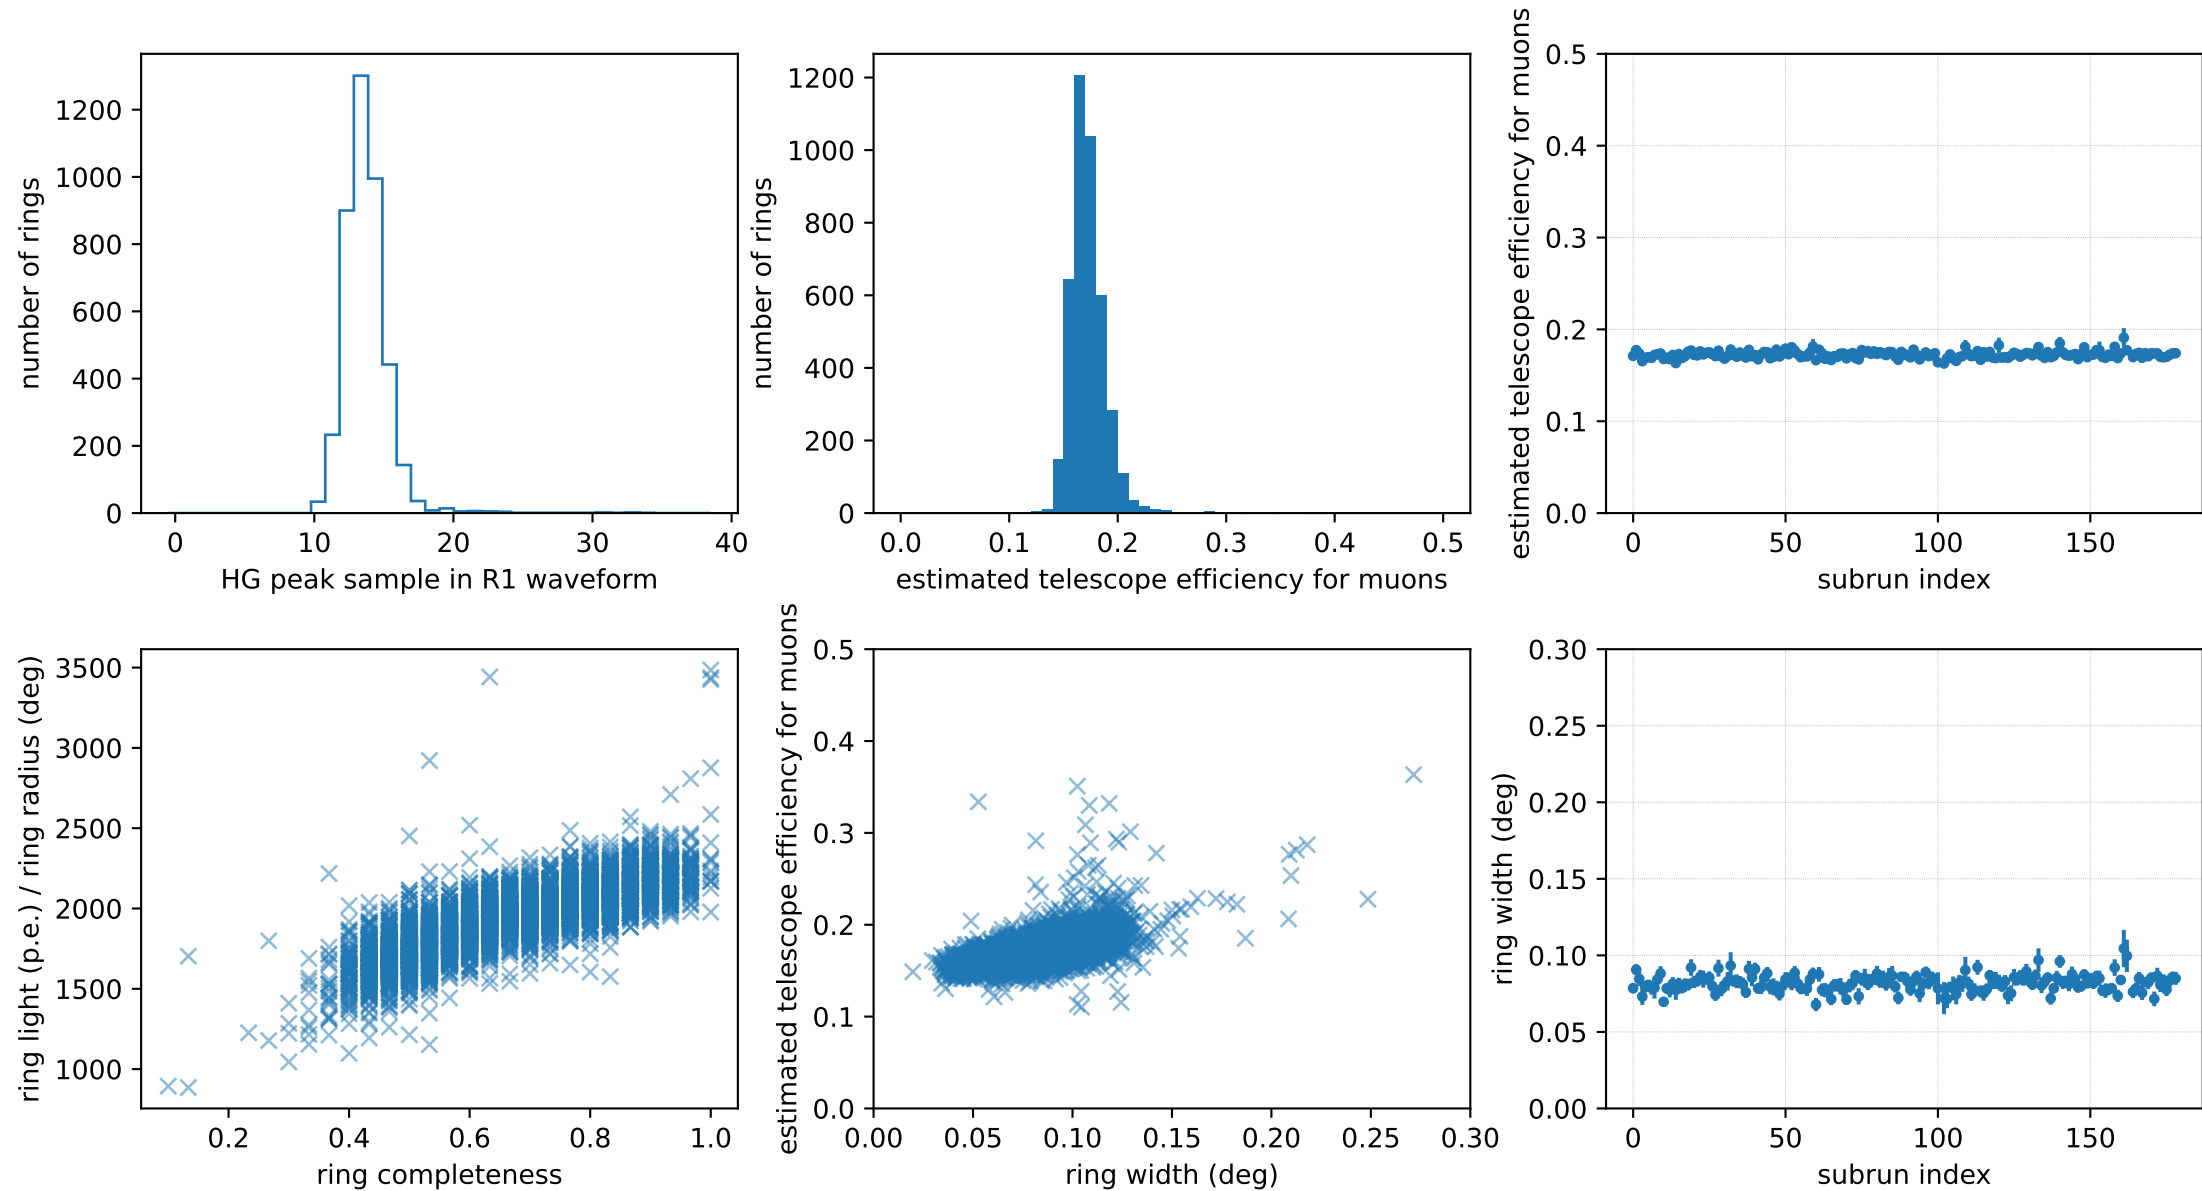 number of rings
1200
1000
800
600
400
200
0
0 10 20 30 40
HG peak sample in R1 waveform
number of rings
1200
1000
800
600
400
200
0
0.0 0.1 0.2 0.3 0.4 0.5
estimated telescope efficiency for muons
estimated telescope efficiency for muons
0.5
0.4
0.3
0.2
0.1
0.0
0 50 100 150
subrun index
ring light (p.e.) / ring radius (deg)
3500
3000
2500
2000
1500
1000
0.2 0.4 0.6 0.8 1.0
ring completeness
estimated telescope efficiency for muons
0.5
0.4
0.3
0.2
0.1
0.0
0.00 0.05 0.10 0.15 0.20 0.25 0.30
ring width (deg)
ring width (deg)
0.30
0.25
0.20
0.15
0.10
0.05
0.00
0 50 100 150
subrun index